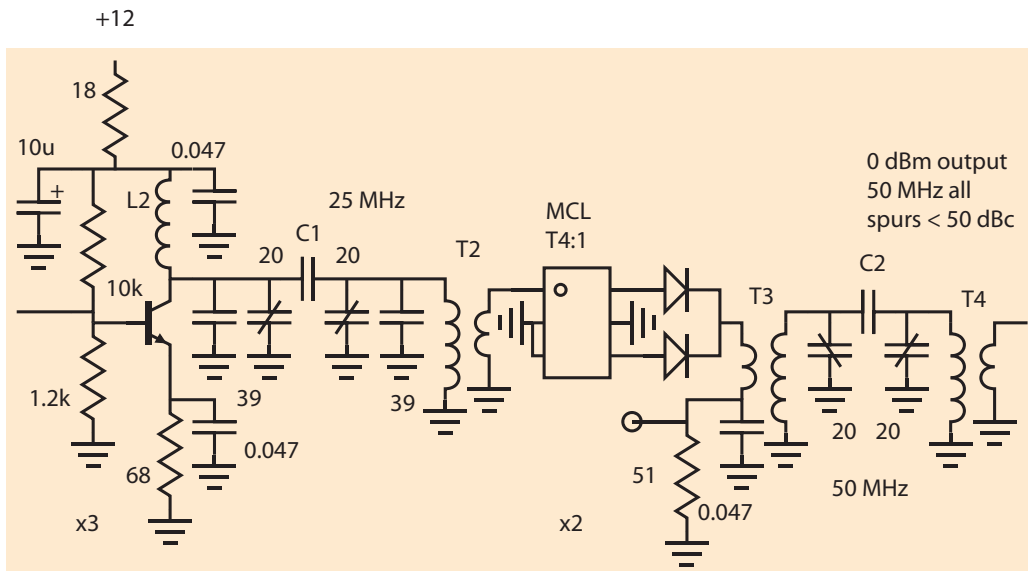 +12
18
10u
+
0.047
L2
25 MHz
C1
20
20
10k
T2
MCL
T4:1
0 dBm output
50 MHz all
spurs < 50 dBc
C2
T3
T4
1.2k
39
39
0.047
68
51
0.047
20
20
50 MHz
x3
x2